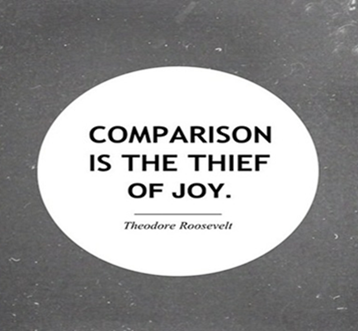 COMPARISON
IS THE THIEF
OF JOY.
Theodore Roosevelt